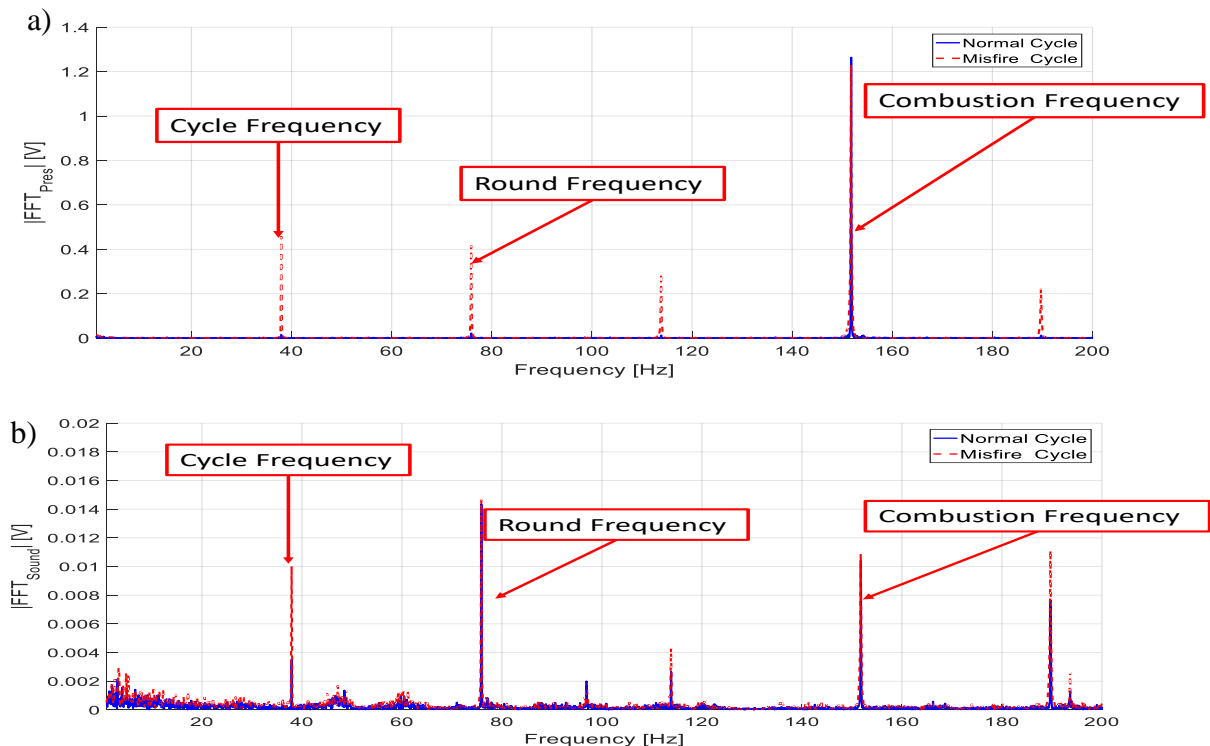 a)
1.4
Normal Cycle
Misfire Cycle
1.2
Combustion Frequency
Cycle Frequency
1
0.8
Round Frequency
|FFT_Pres| [V]
0.6
0.4
0.2
0
20 40 60 80 100 120 140 160 180 200
Frequency [Hz]
b)
0.02
Normal Cycle
Misfire Cycle
0.018
Cycle Frequency
0.016
0.014
Round Frequency
Combustion Frequency
0.012
|FFT_Sound| [V]
0.01
0.008
0.006
0.004
0.002
0
20 40 60 80 100 120 140 160 180 200
Frequency [Hz]